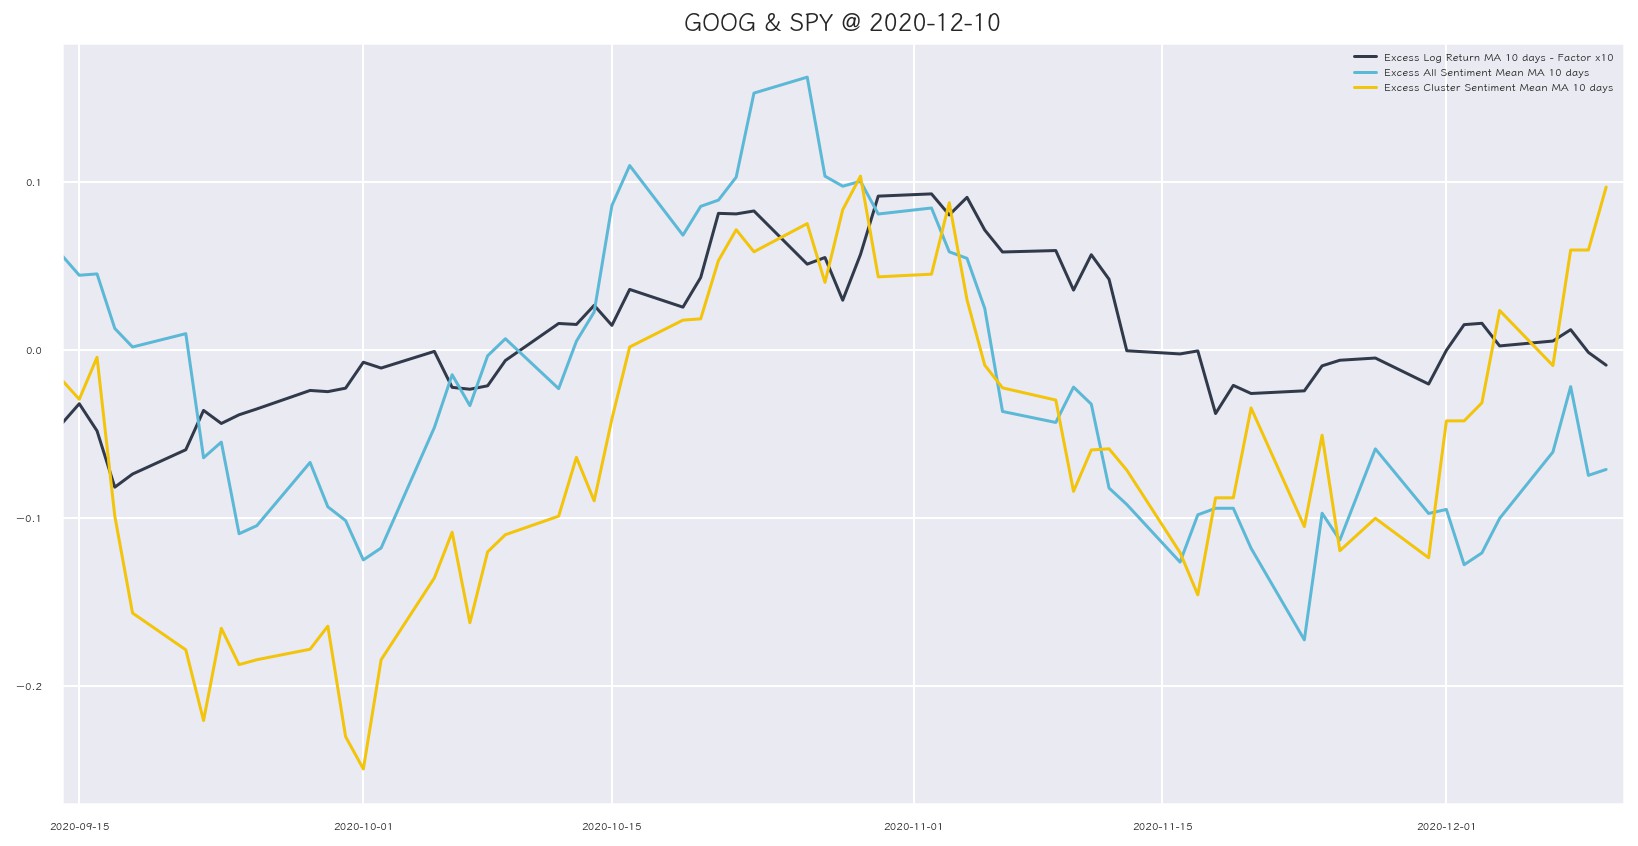 GOOG & SPY @ 2020-12-10
Excess Log Return MA 10 days - Factor x10
Excess All Sentiment Mean MA 10 days
Excess Cluster Sentiment Mean MA 10 days
0.1
0.0
−0.1
−0.2
2020-09-15 2020-10-01 2020-10-15 2020-11-01 2020-11-15 2020-12-01